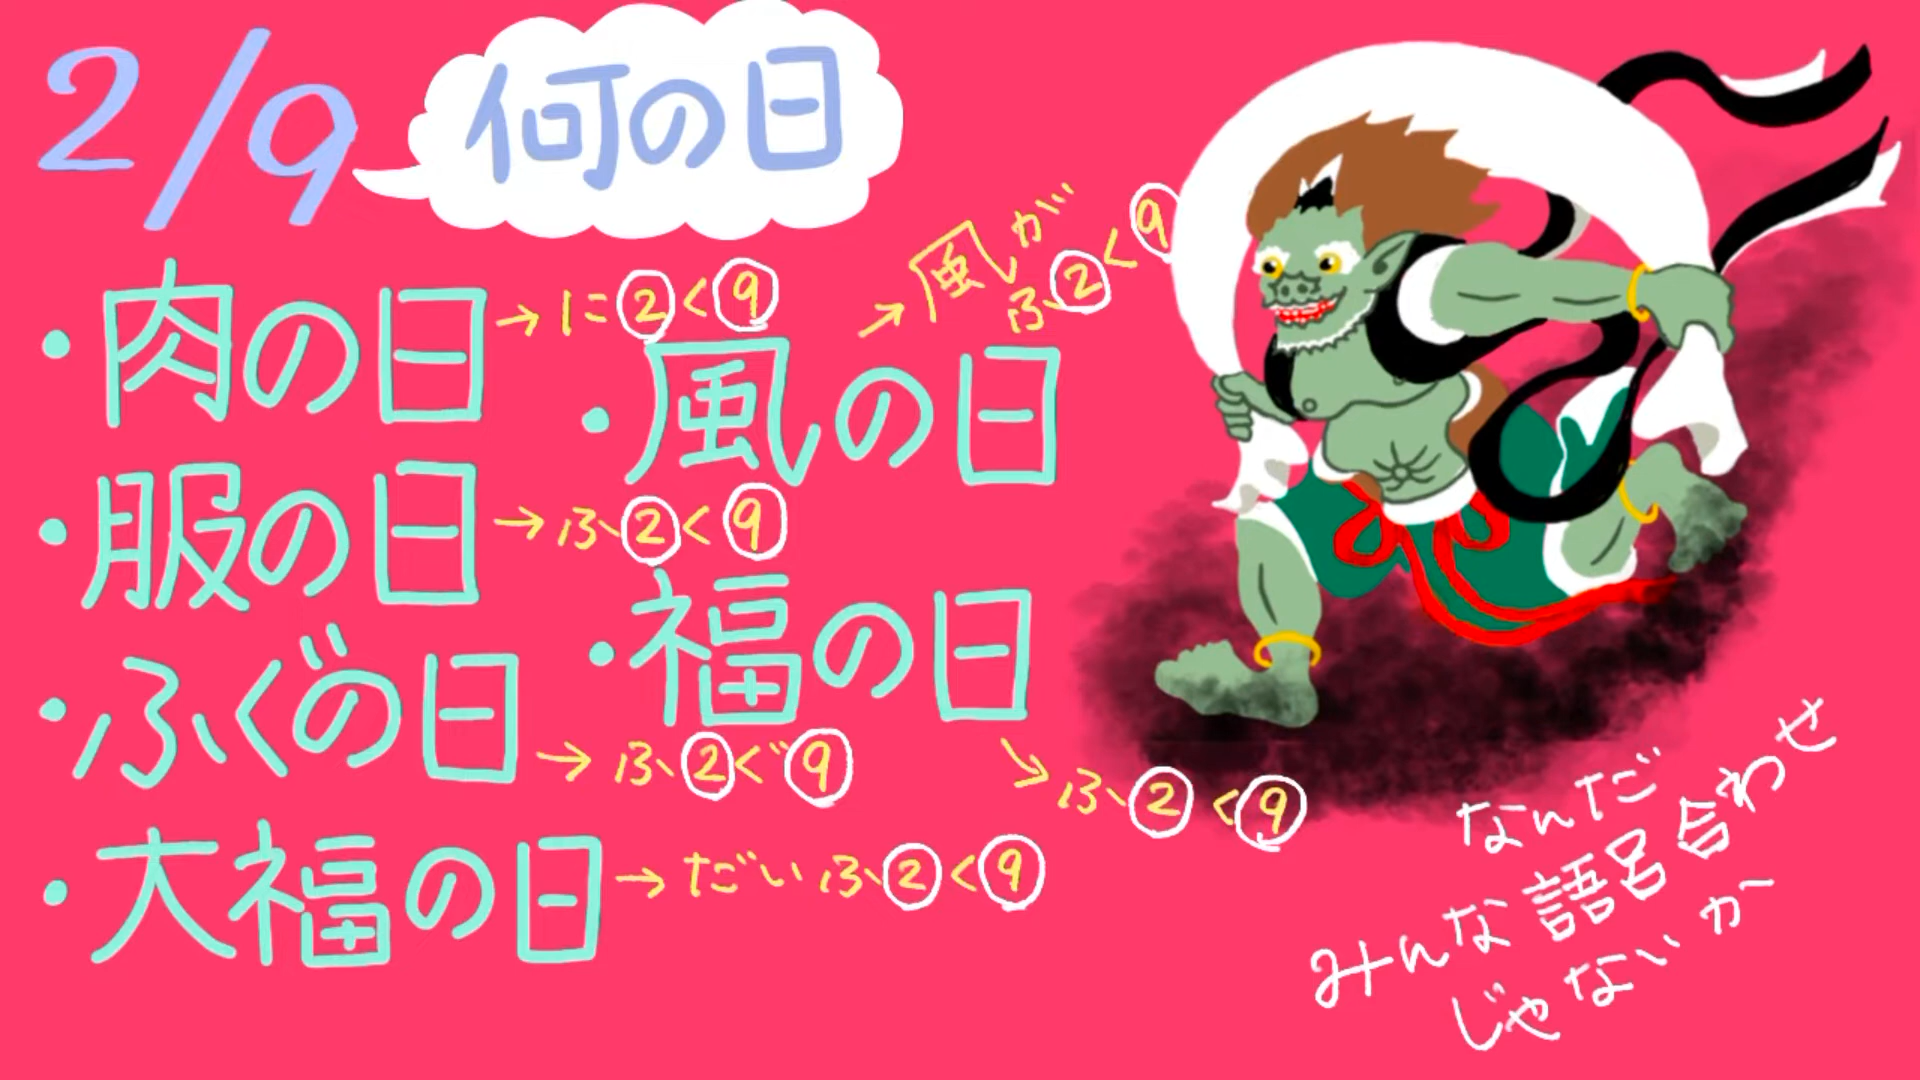 2/9 何の日
・肉の日→に②く⑨
・風の日→風がふ②く⑨
・服の日→ふ②く⑨
・福の日→ふ②く⑨
・ふぐの日→ふ②ぐ⑨
・大福の日→だいふ②く⑨
なんだ
みんな語呂合わせ
じゃないかー